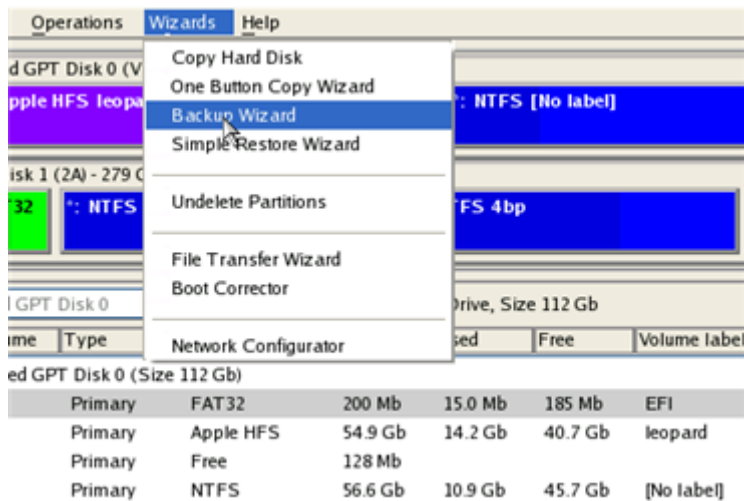 Operations Wizards Help
d GPT Disk 0 (V
Copy Hard Disk
One Button Copy Wizard
pple HFS leopa
Backup Wizard
*: NTFS [No label]
Simple Restore Wizard
isk 1 (2A) - 279 G
Undelete Partitions
32 *: NTFS
TFS 4bp
File Transfer Wizard
Boot Corrector
GPT Disk 0
Drive, Size 112 Gb
Network Configurator
ume Type sed Free Volume label
ed GPT Disk 0 (Size 112 Gb)
Primary FAT32 200 Mb 15.0 Mb 185 Mb EFI
Primary Apple HFS 54.9 Gb 14.2 Gb 40.7 Gb leopard
Primary Free 128 Mb
Primary NTFS 56.6 Gb 10.9 Gb 45.7 Gb [No label]